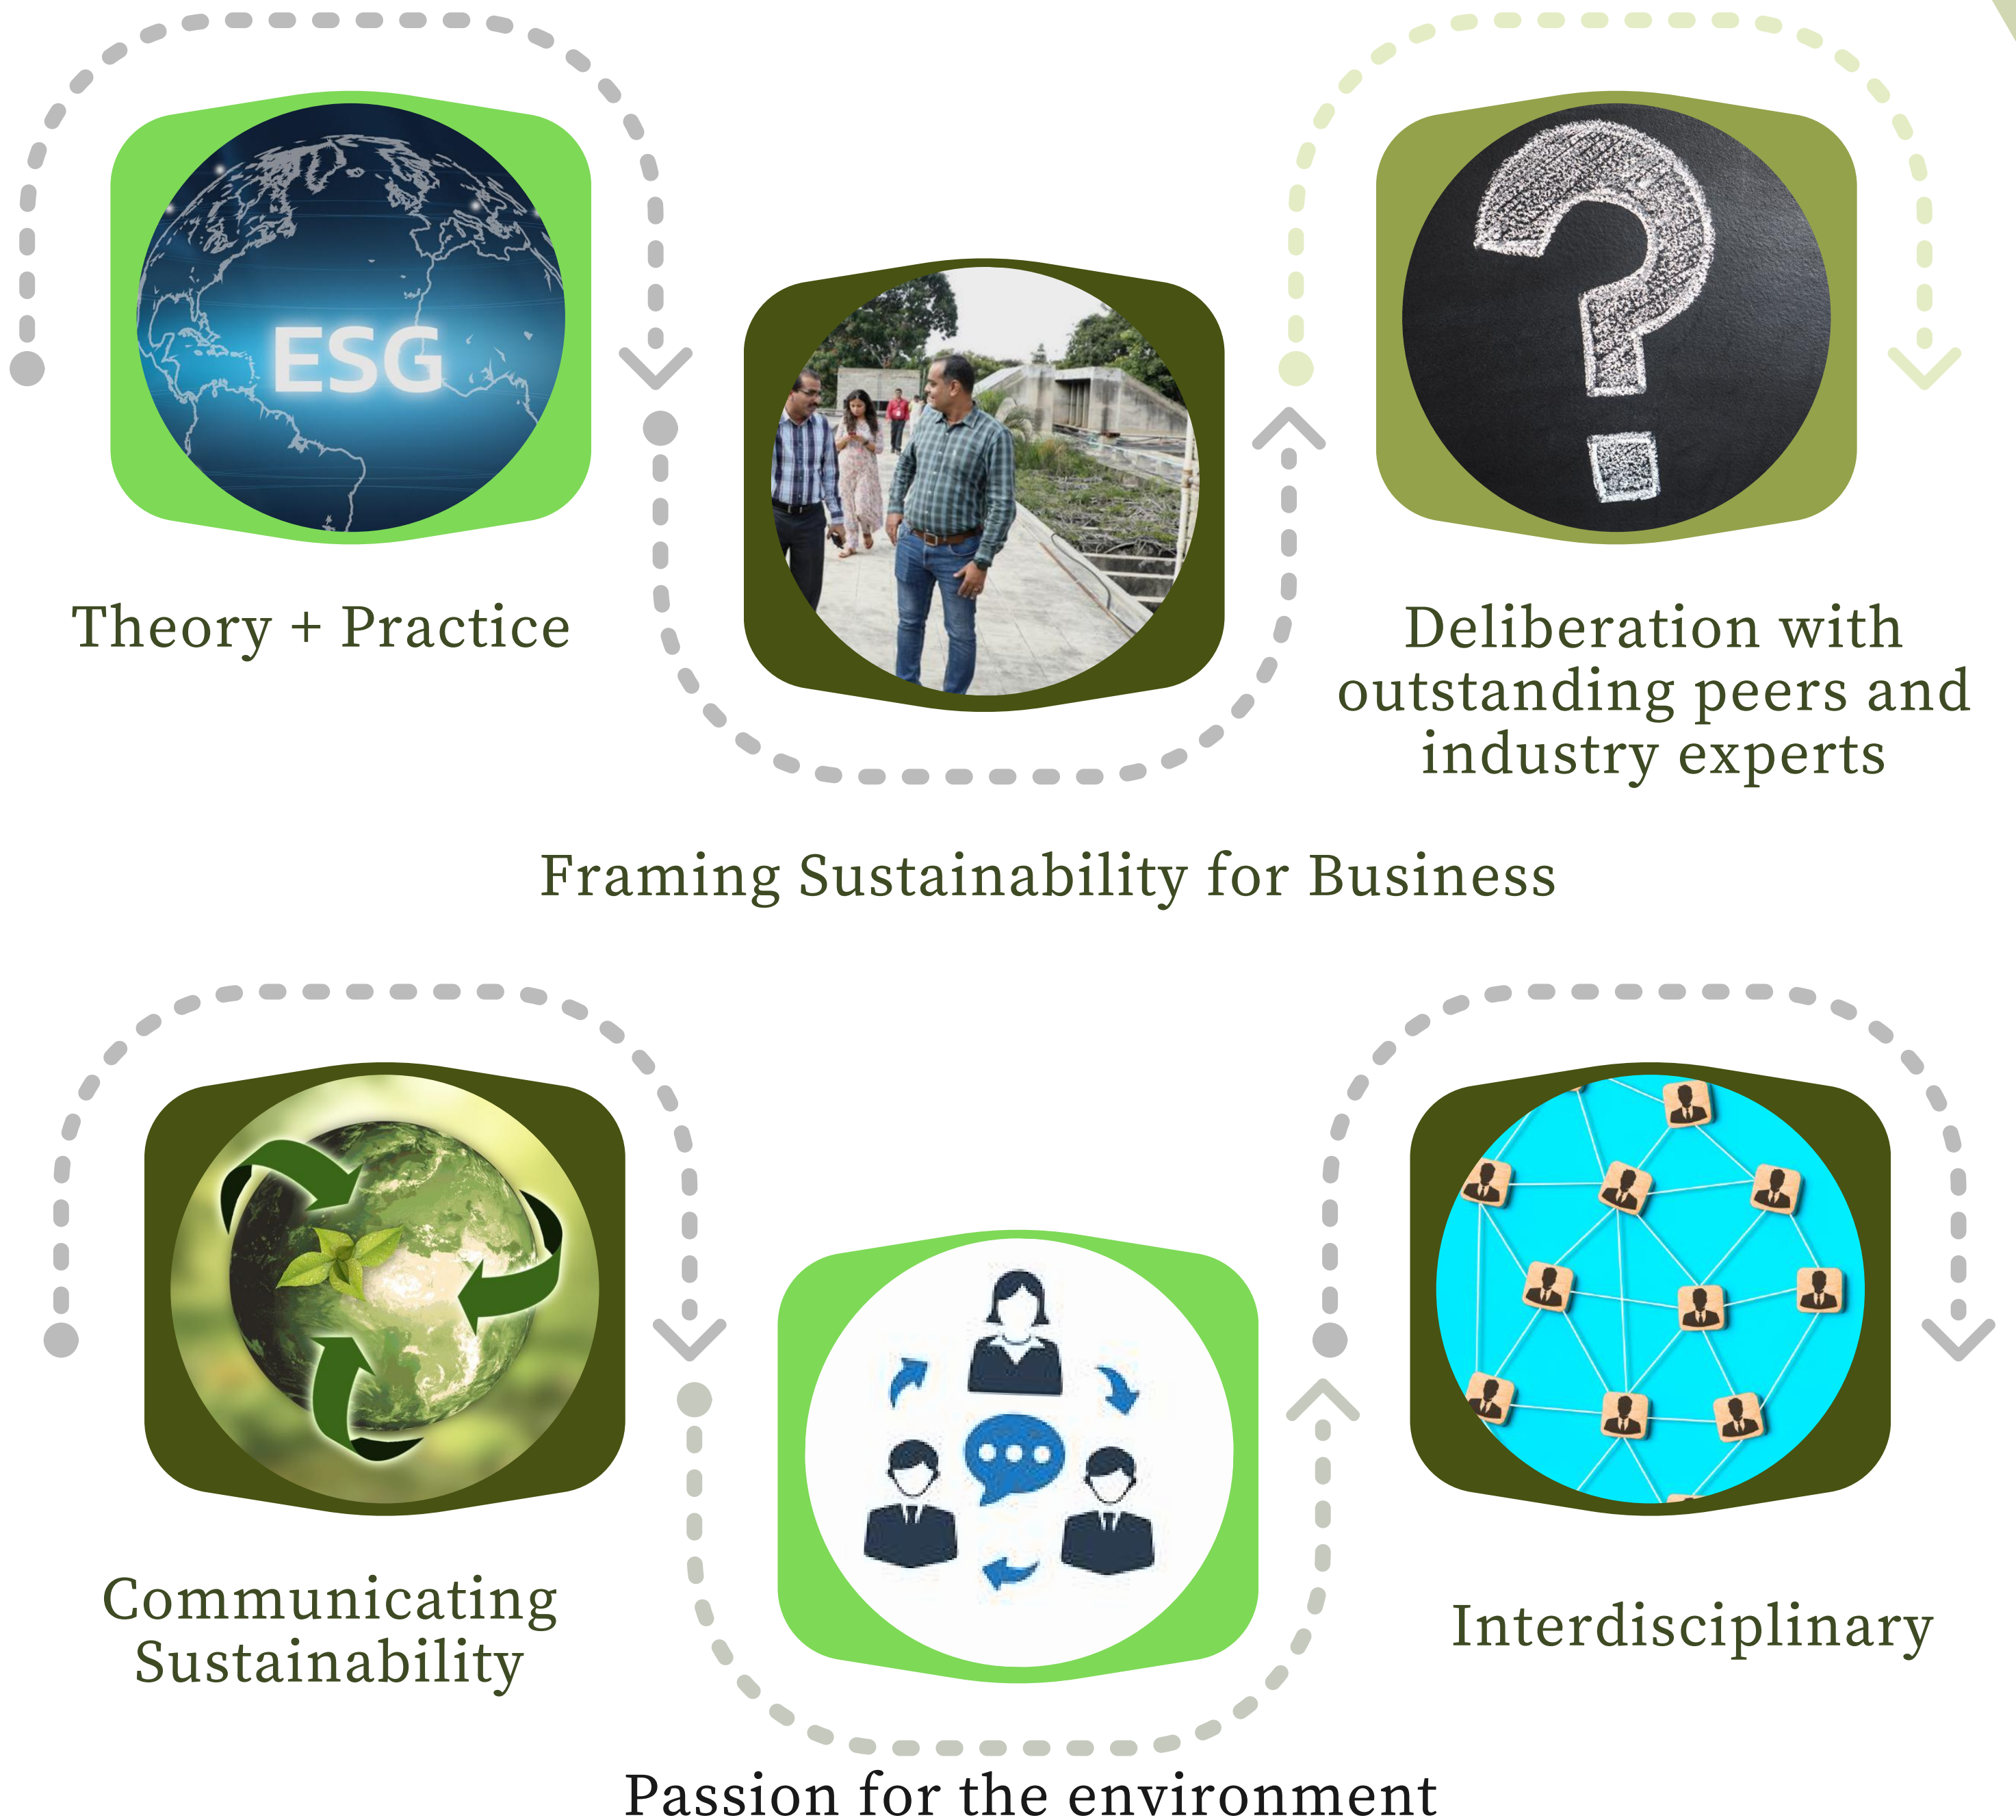 ESG
Theory + Practice
Deliberation with
outstanding peers and
industry experts
Framing Sustainability for Business
Communicating
Sustainability
Interdisciplinary
Passion for the environment